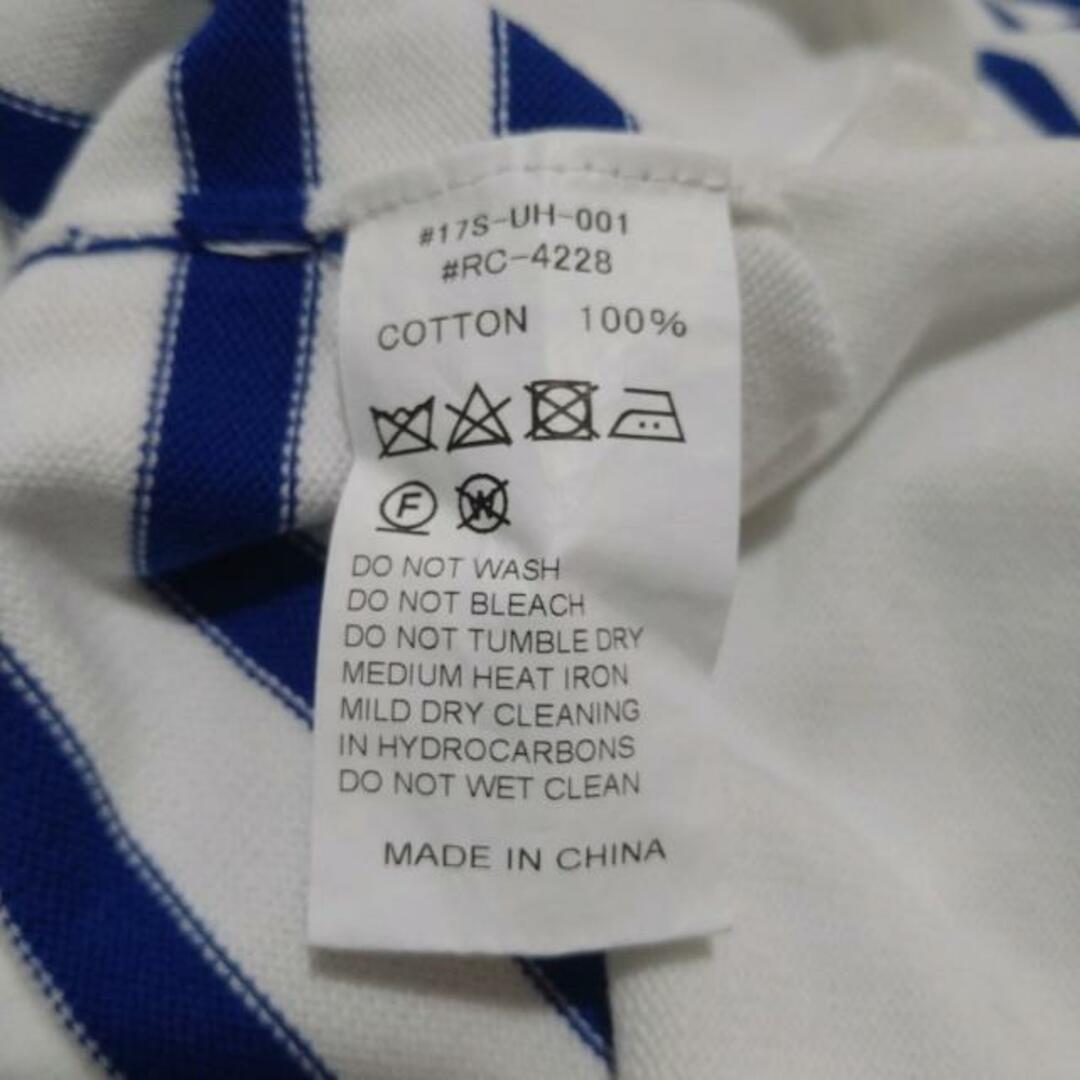 #17S-UH-001
#RC-4228
COTTON 100%
F W
DO NOT WASH
DO NOT BLEACH
DO NOT TUMBLE DRY
MEDIUM HEAT IRON
MILD DRY CLEANING
IN HYDROCARBONS
DO NOT WET CLEAN
MADE IN CHINA